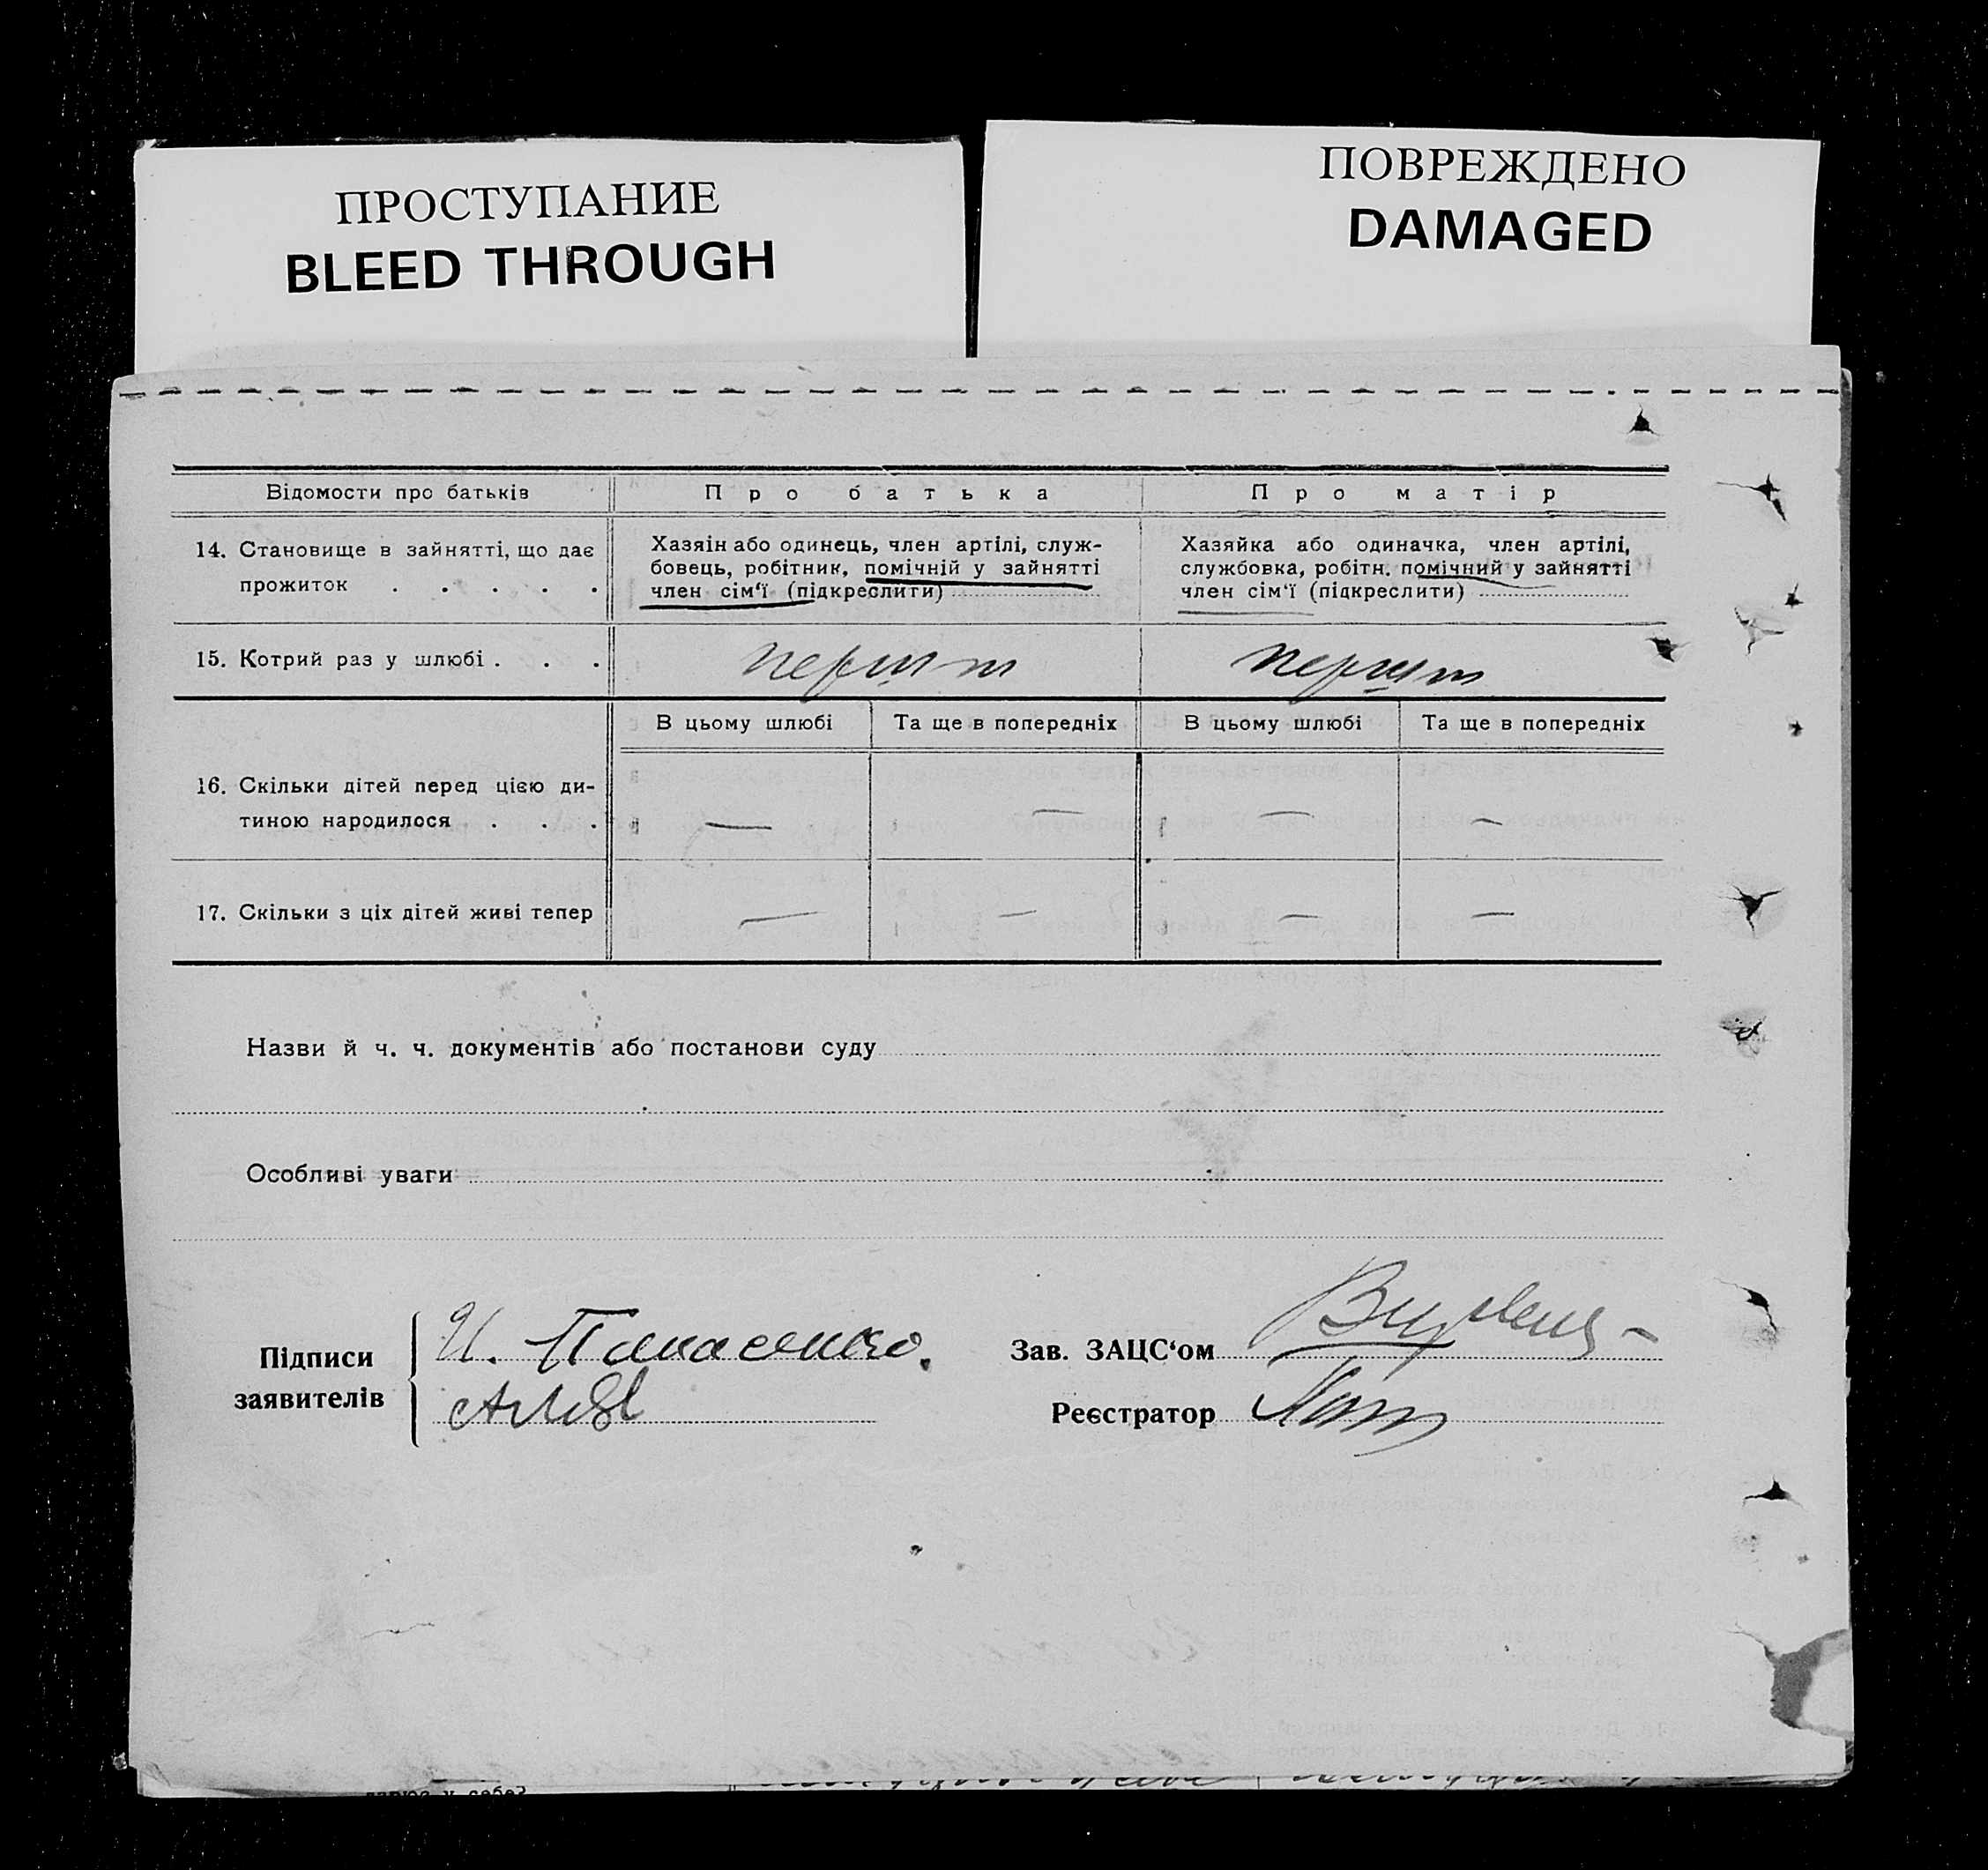 ПРОСТУПАНИЕ
BLEED THROUGH
ПОВРЕЖДЕНО
DAMAGED
Відомости про батьків
Про батька
Про матір
14. Становище в зайнятті, що дає
прожиток . . . . .
Хазяін або одинець, член артілі, служ-
бовець, робітник, помічній у зайнятті
член сім‘ї (підкреслити)
Хазяйка або одиначка, член артілі,
службовка, робітн. помічний у зайнятті
член сім‘ї (підкреслити)
15. Котрий раз у шлюбі . . .
перший
перший
В цьому шлюбі
Та ще в попередніх
В цьому шлюбі
Та ще в попередніх
16. Скільки дітей перед цією ди-
тиною народилося . . . .
— — — —
17. Скільки з ціх дітей живі тепер
— — — —
Назви й ч. ч. документів або постанови суду
Особливі уваги
Підписи
заявителів
И. Панасенко.
Зав. ЗАЦС‘ом
Реєстратор